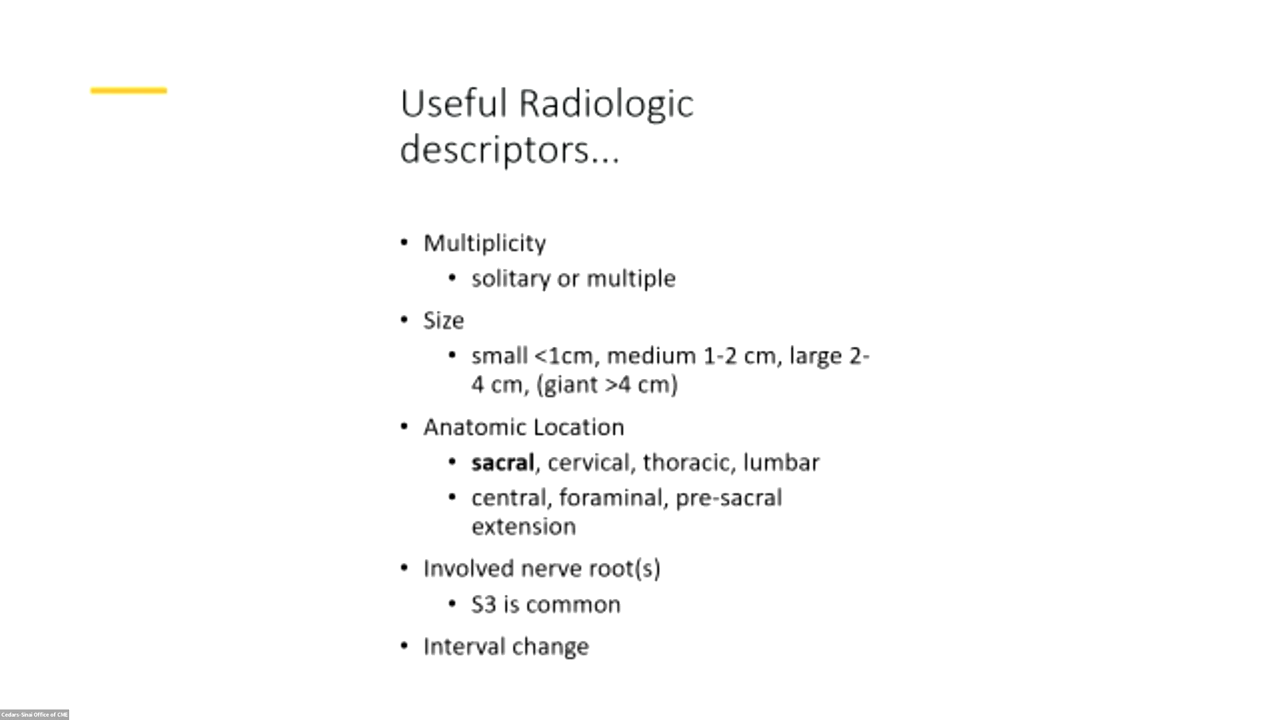 Useful Radiologic
descriptors...
• Multiplicity
• solitary or multiple
• Size
• small <1cm, medium 1-2 cm, large 2-
4 cm, (giant >4 cm)
• Anatomic Location
• sacral, cervical, thoracic, lumbar
• central, foraminal, pre-sacral
extension
• Involved nerve root(s)
• S3 is common
• Interval change
Cedars-Sinai Office of CME